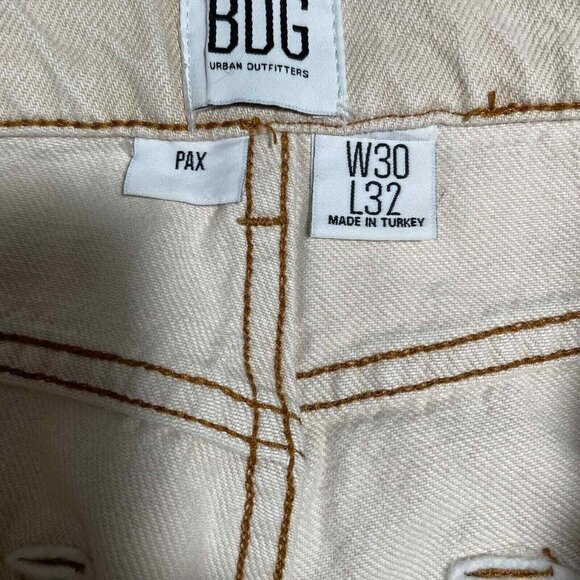 BDG
URBAN OUTFITTERS
PAX
W30
L32
MADE IN TURKEY